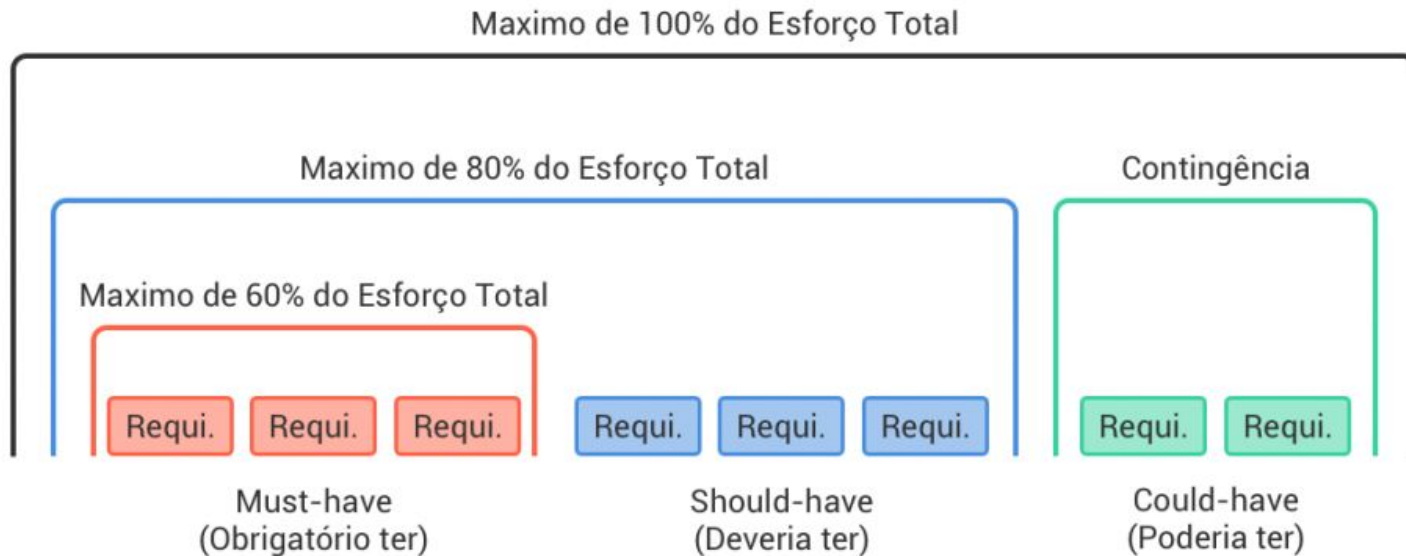 Maximo de 100% do Esforço Total
Maximo de 80% do Esforço Total
Contingência
Maximo de 60% do Esforço Total
Requi. Requi. Requi. Requi. Requi. Requi. Requi. Requi.
Must-have
(Obrigatório ter)
Should-have
(Deveria ter)
Could-have
(Poderia ter)